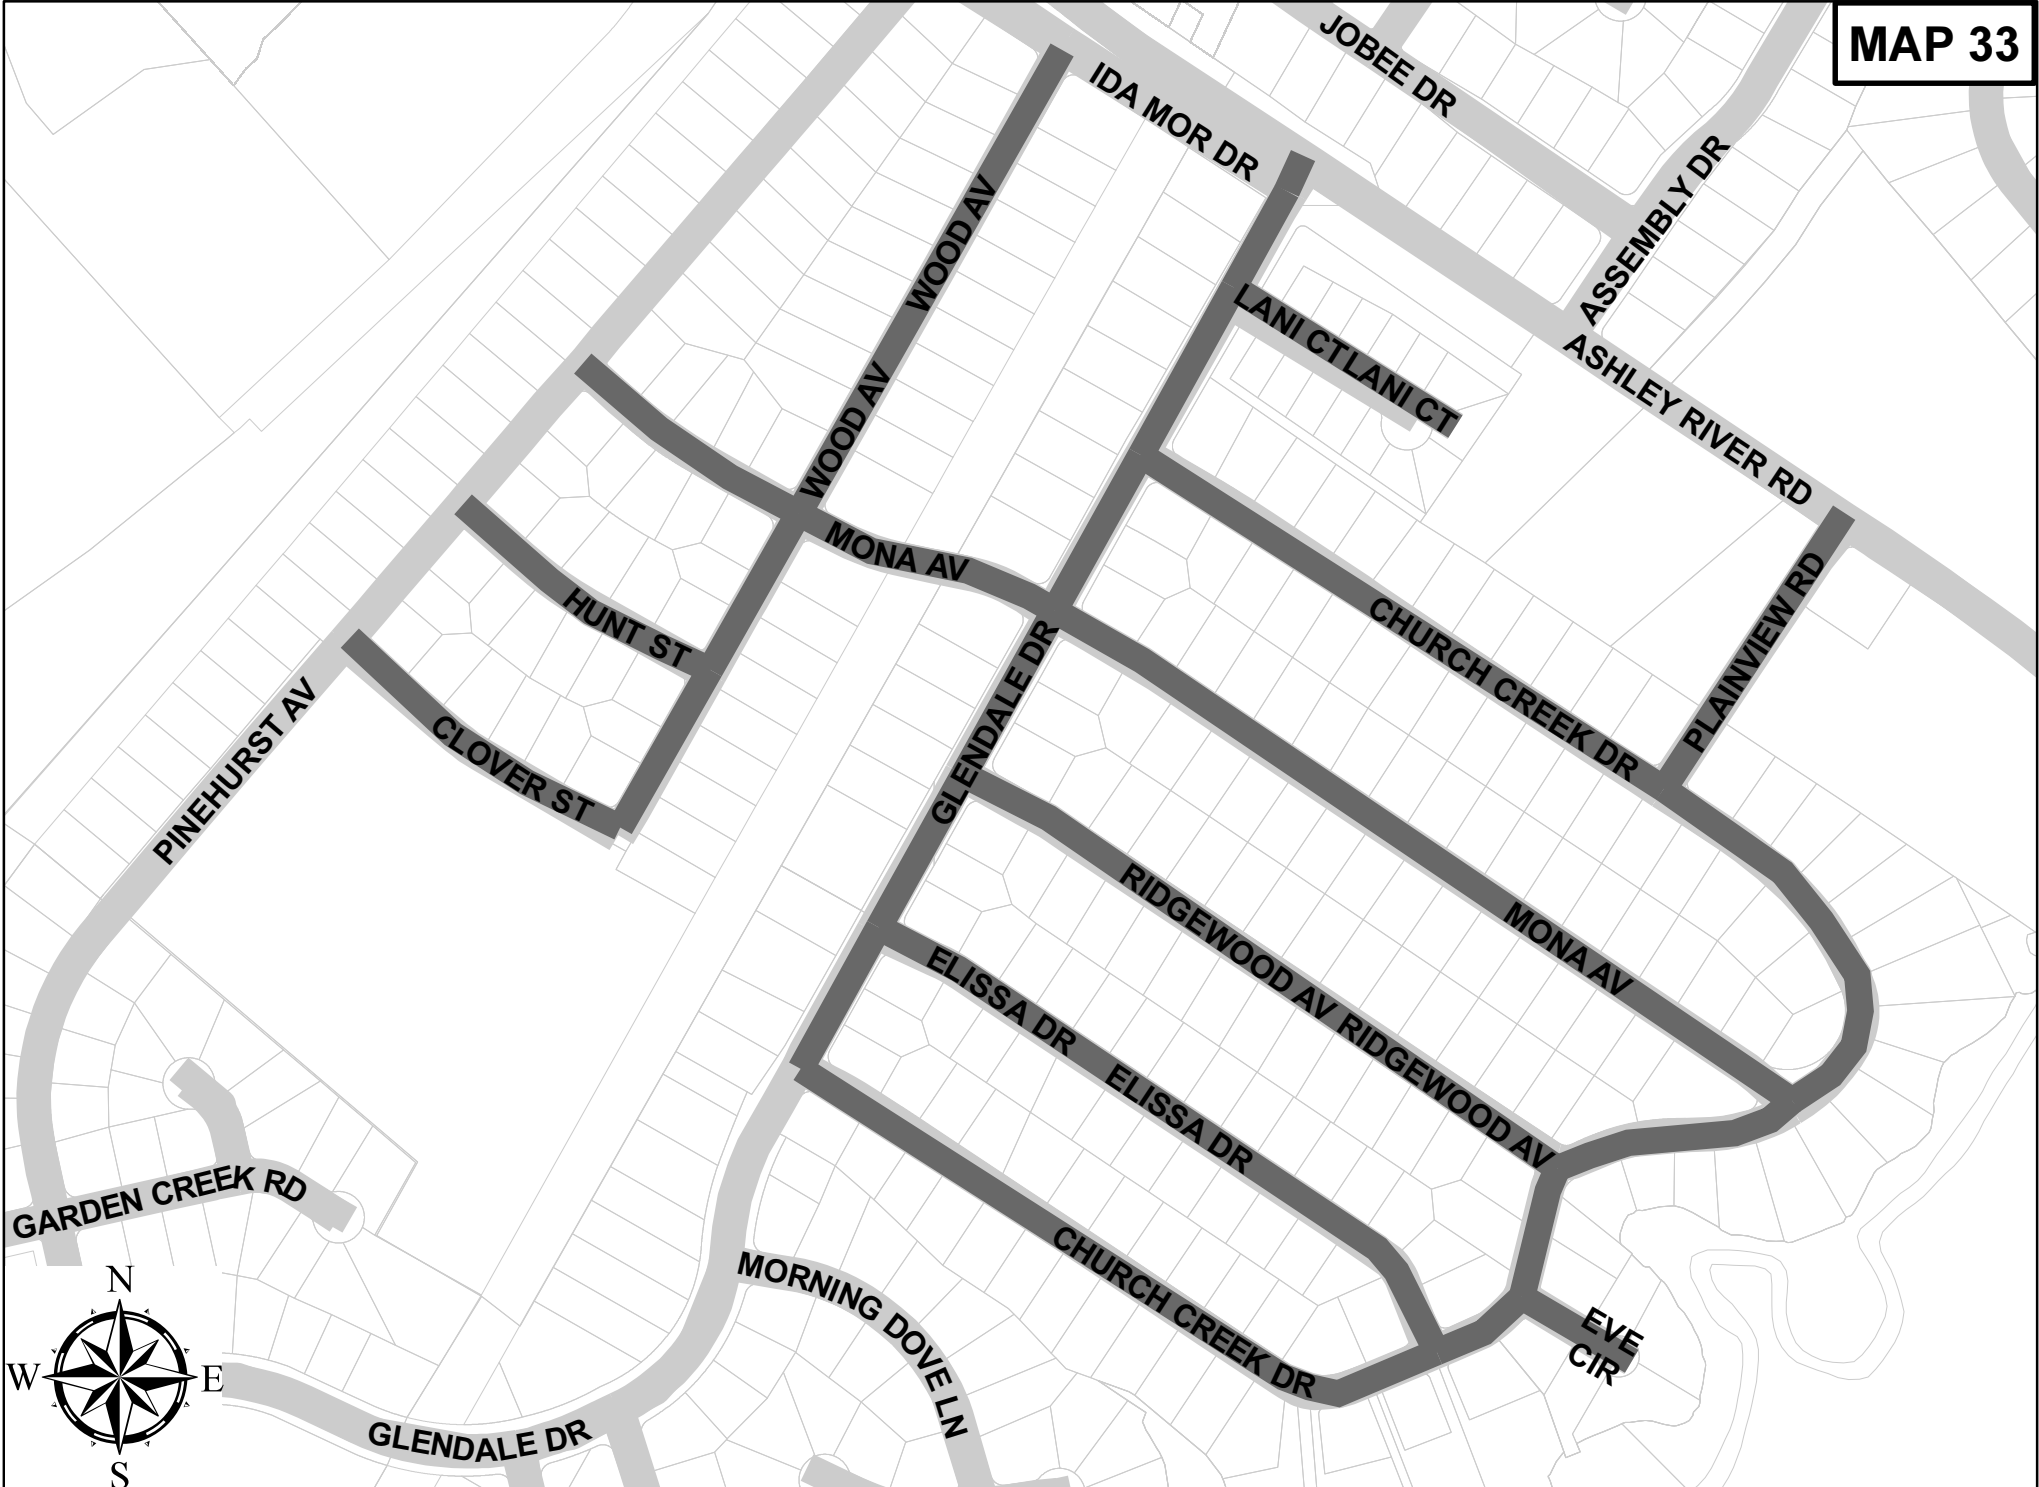 MAP 33
JOBEE DR
IDA MOR DR
ASSEMBLY DR
WOOD AV
WOOD AV
LANI CT
LANI CT
ASHLEY RIVER RD
MONA AV
HUNT ST
CHURCH CREEK DR
PLAINVIEW RD
GLENDALE DR
PINEHURST AV
CLOVER ST
RIDGEWOOD AV
RIDGEWOOD AV
MONA AV
ELISSA DR
ELISSA DR
GARDEN CREEK RD
CHURCH CREEK DR
MORNING DOVE LN
EVE
CIR
GLENDALE DR
N
W
E
S